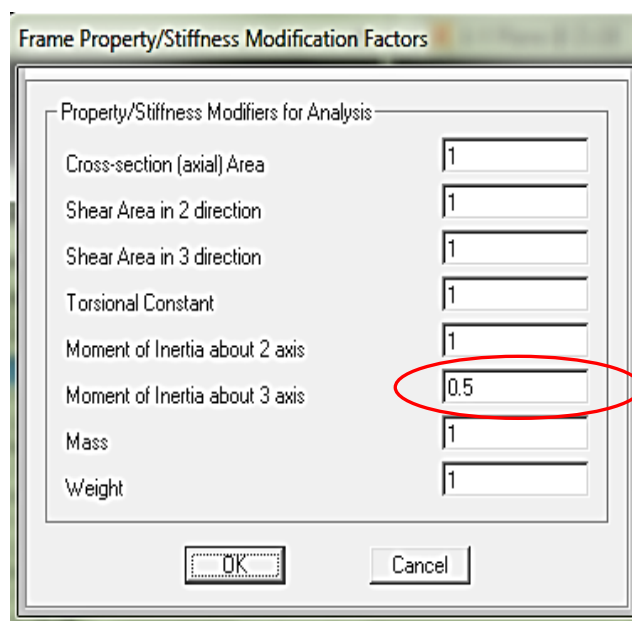 Frame Property/Stiffness Modification Factors
Property/Stiffness Modifiers for Analysis
Cross-section (axial) Area 1
Shear Area in 2 direction 1
Shear Area in 3 direction 1
Torsional Constant 1
Moment of Inertia about 2 axis 1
Moment of Inertia about 3 axis 0.5
Mass 1
Weight 1
OK Cancel